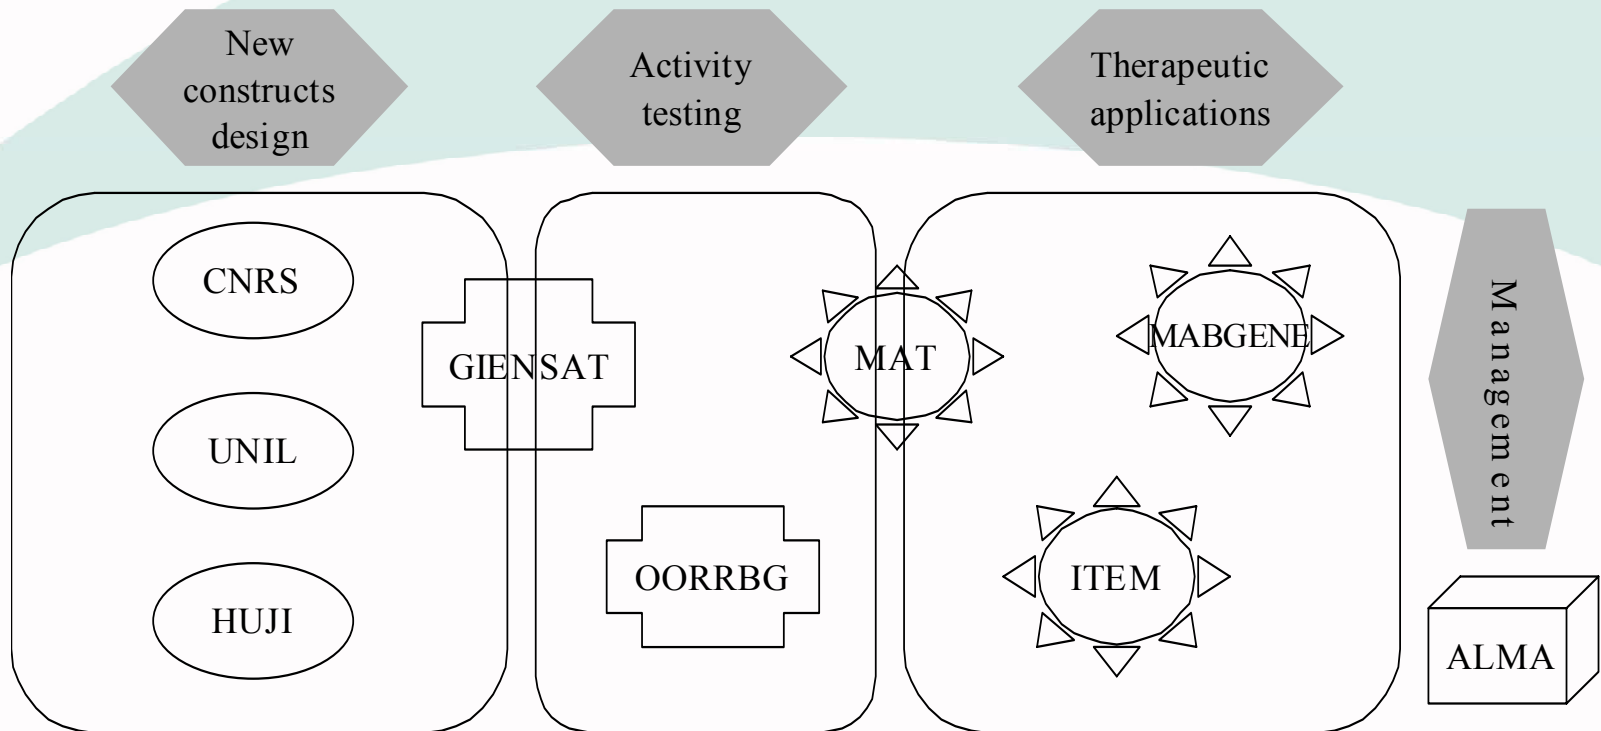 New
constructs
design
Activity
testing
Therapeutic
applications
Management
CNRS
GIENSAT
MAT
MABGENE
UNIL
OORRBG
ITEM
HUJI
ALMA